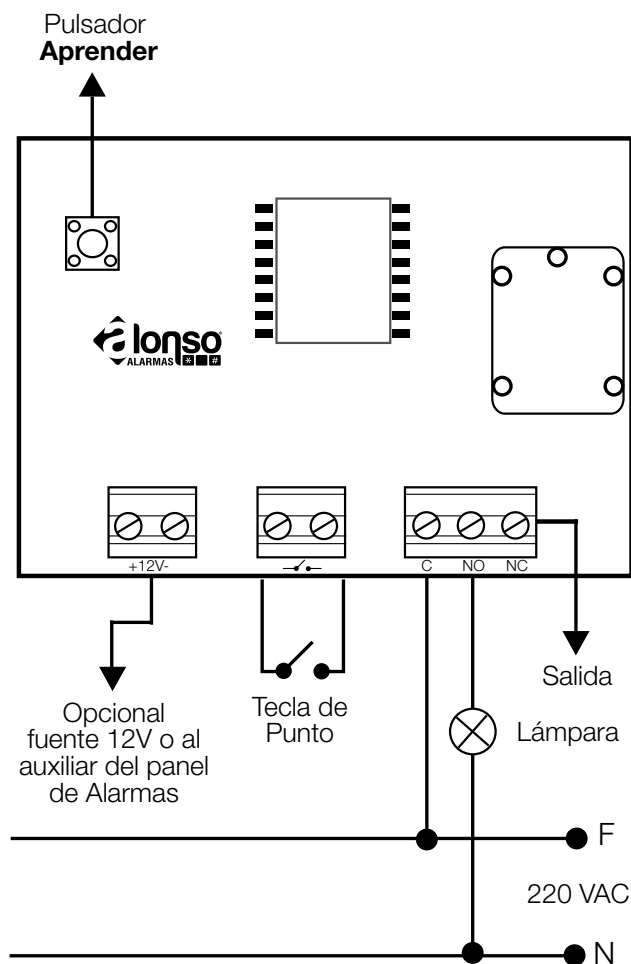 Pulsador
Aprender
alonso
ALARMAS * #
+12V-
C NO NC
Salida
Opcional
fuente 12V o al
auxiliar del panel
de Alarmas
Tecla de
Punto
Lámpara
F
220 VAC
N